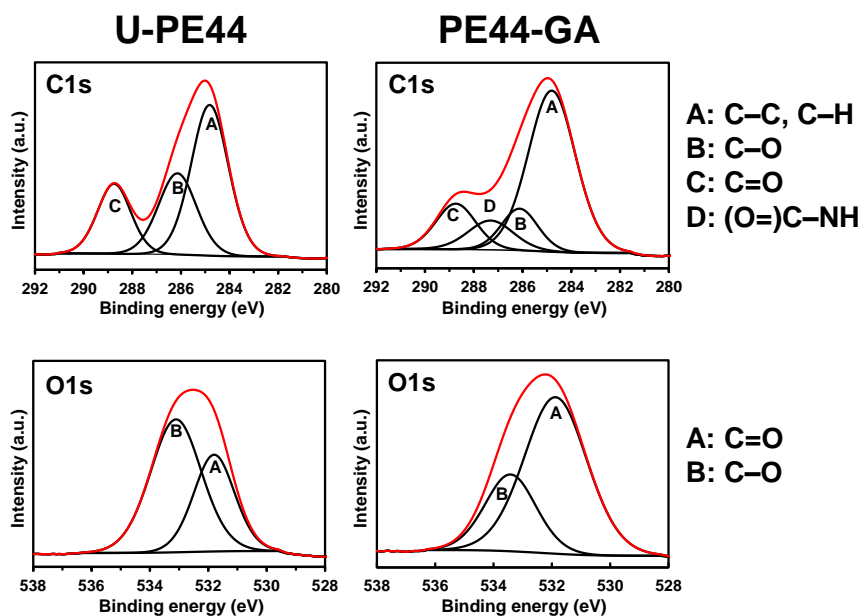 U-PE44
PE44-GA
C1s
A
B
C
Intensity (a.u.)
292 290 288 286 284 282 280
Binding energy (eV)
C1s
A
C
D
B
Intensity (a.u.)
292 290 288 286 284 282 280
Binding energy (eV)
A: C–C, C–H
B: C–O
C: C=O
D: (O=)C–NH
O1s
B
A
Intensity (a.u.)
538 536 534 532 530 528
Binding energy (eV)
O1s
A
B
Intensity (a.u.)
538 536 534 532 530 528
Binding energy (eV)
A: C=O
B: C–O